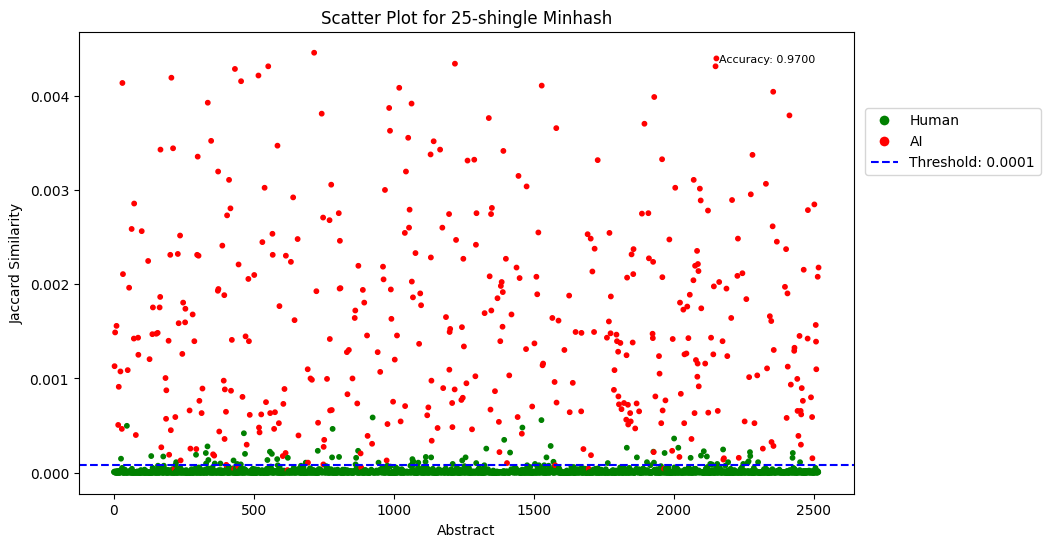 Scatter Plot for 25-shingle Minhash
Accuracy: 0.9700
Human
AI
Threshold: 0.0001
Jaccard Similarity
0.004
0.003
0.002
0.001
0.000
0 500 1000 1500 2000 2500
Abstract